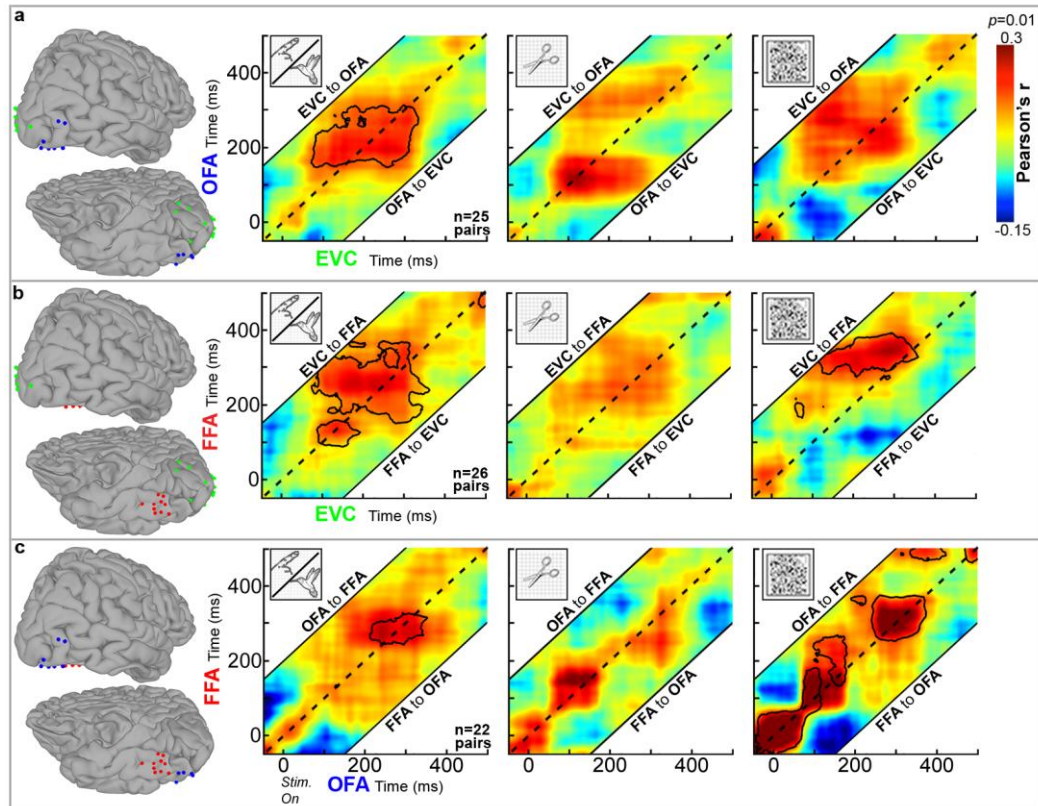 a
OFA Time (ms)
400
200
0
EVC to OFA
OFA to EVC
n=25
pairs
EVC to OFA
OFA to EVC
EVC to OFA
OFA to EVC
p=0.01
0.3
Pearson's r
-0.15
EVC Time (ms)
b
FFA Time (ms)
400
200
0
EVC to FFA
FFA to EVC
n=26
pairs
EVC to FFA
FFA to EVC
EVC to FFA
FFA to EVC
EVC Time (ms)
c
FFA Time (ms)
400
200
0
OFA to FFA
FFA to OFA
n=22
pairs
OFA to FFA
FFA to OFA
OFA to FFA
FFA to OFA
0 200 400 0 200 400 0 200 400
Stim.
On
OFA Time (ms)